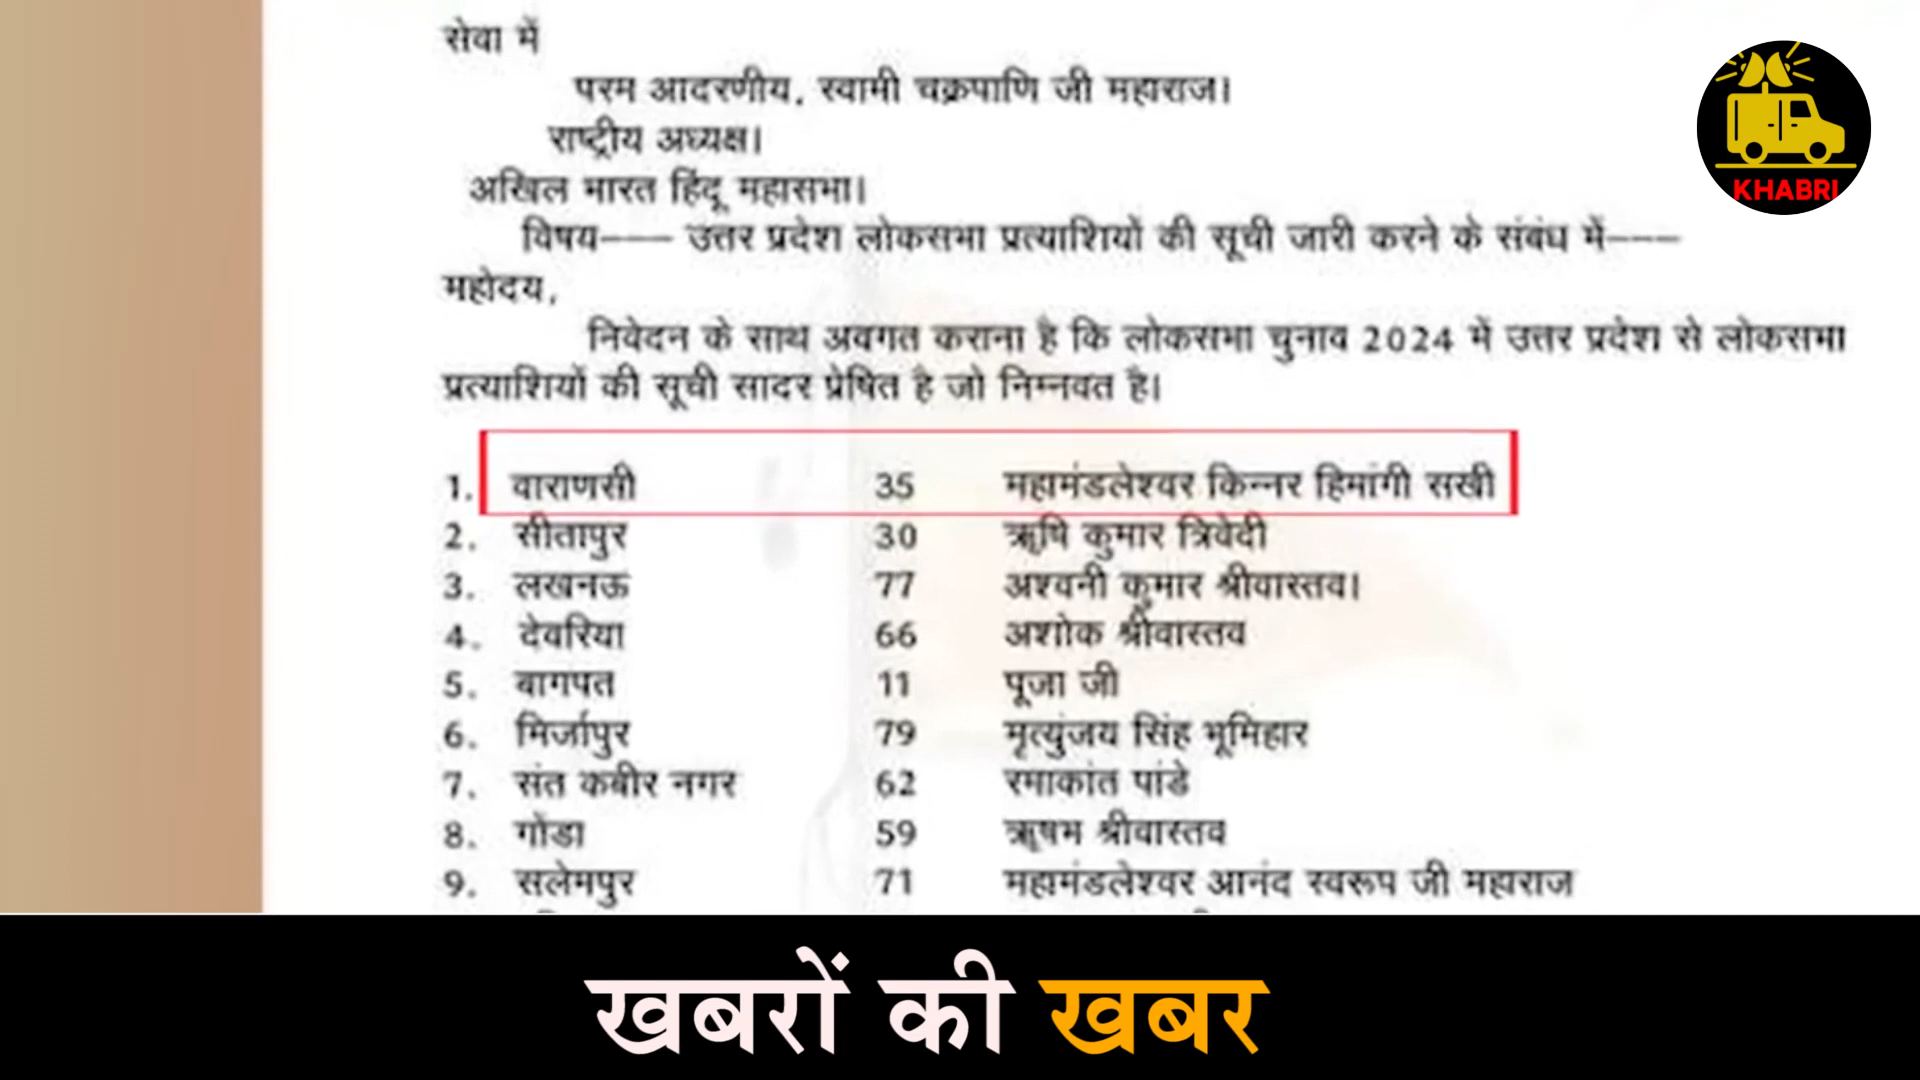 सेवा में
परम आदरणीय, स्वामी चक्रपाणि जी महाराज।
राष्ट्रीय अध्यक्ष।
अखिल भारत हिंदू महासभा।
विषय--- उत्तर प्रदेश लोकसभा प्रत्याशियों की सूची जारी करने के संबंध में---
महोदय,
निवेदन के साथ अवगत कराना है कि लोकसभा चुनाव 2024 में उत्तर प्रदेश से लोकसभा
प्रत्याशियों की सूची सादर प्रेषित है जो निम्नवत है।
1. वाराणसी 35 महामंडलेश्वर किन्नर हिमांगी सखी
2. सीतापुर 30 ऋषि कुमार त्रिवेदी
3. लखनऊ 77 अश्वनी कुमार श्रीवास्तव।
4. देवरिया 66 अशोक श्रीवास्तव
5. बागपत 11 पूजा जी
6. मिर्जापुर 79 मृत्युंजय सिंह भूमिहार
7. संत कबीर नगर 62 रमाकांत पांडे
8. गोंडा 59 ऋषभ श्रीवास्तव
9. सलेमपुर 71 महामंडलेश्वर आनंद स्वरूप जी महाराज
KHABRI
खबरों की खबर